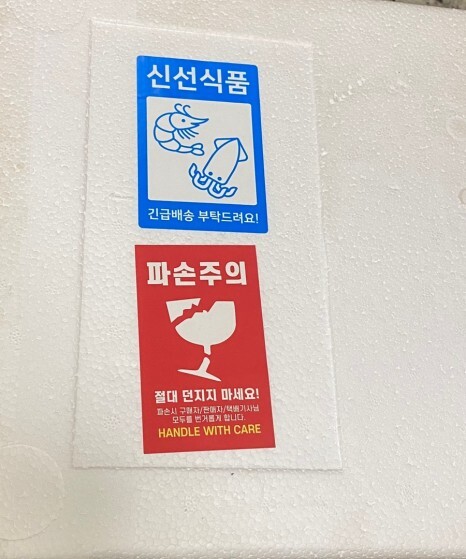 신선식품
긴급배송 부탁드려요!
파손주의
절대 던지지 마세요!
파손시 구매자/판매자/택배기사님
모두를 번거롭게 합니다.
HANDLE WITH CARE